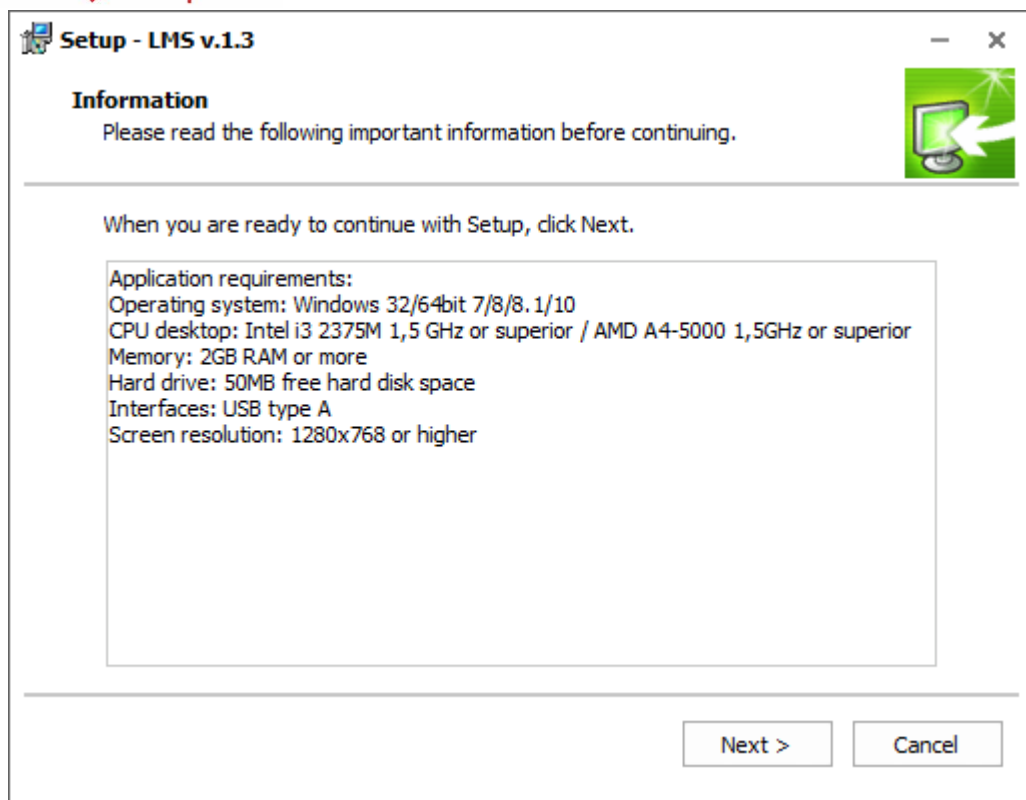 Setup - LMS v.1.3
Information
Please read the following important information before continuing.
When you are ready to continue with Setup, click Next.
Application requirements:
Operating system: Windows 32/64bit 7/8/8.1/10
CPU desktop: Intel i3 2375M 1,5 GHz or superior / AMD A4-5000 1,5GHz or superior
Memory: 2GB RAM or more
Hard drive: 50MB free hard disk space
Interfaces: USB type A
Screen resolution: 1280x768 or higher
Next >
Cancel